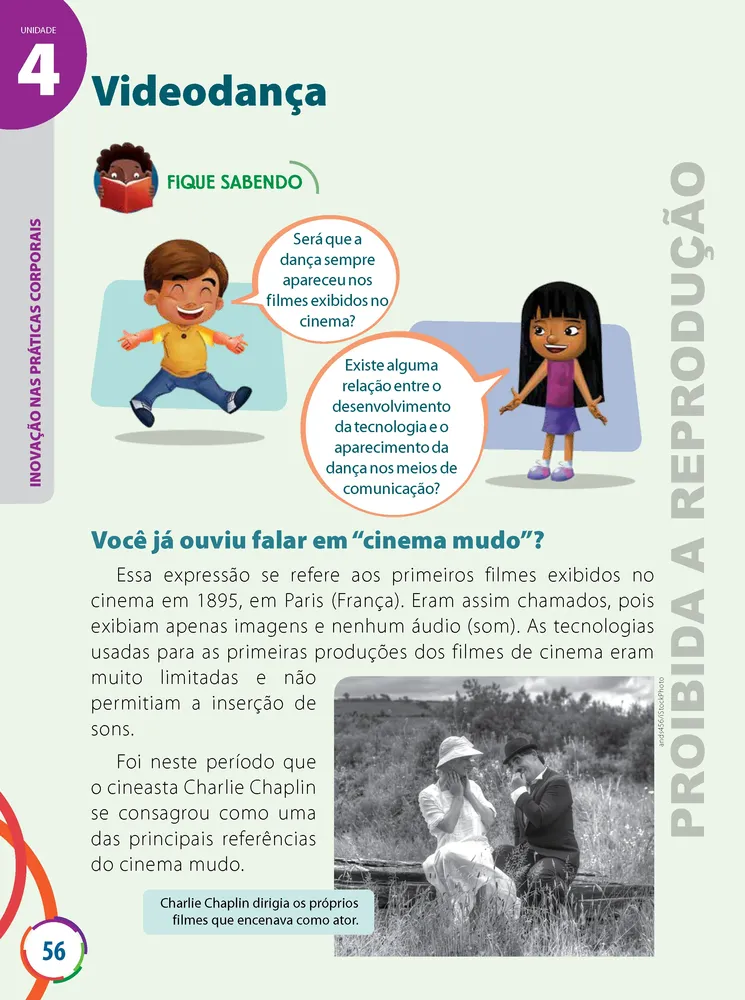 UNIDADE
4
Videodança
FIQUE SABENDO
INOVAÇÃO NAS PRÁTICAS CORPORAIS
Será que a
dança sempre
apareceu nos
filmes exibidos no
cinema?
Existe alguma
relação entre o
desenvolvimento
da tecnologia e o
aparecimento da
dança nos meios de
comunicação?
Você já ouviu falar em “cinema mudo”?
Essa expressão se refere aos primeiros filmes exibidos no
cinema em 1895, em Paris (França). Eram assim chamados, pois
exibiam apenas imagens e nenhum áudio (som). As tecnologias
usadas para as primeiras produções dos filmes de cinema eram
muito limitadas e não
permitiam a inserção de
sons.
Foi neste período que
o cineasta Charlie Chaplin
se consagrou como uma
das principais referências
do cinema mudo.
Charlie Chaplin dirigia os próprios
filmes que encenava como ator.
ands456/iStockPhoto
PROIBIDA A REPRODUÇÃO
56